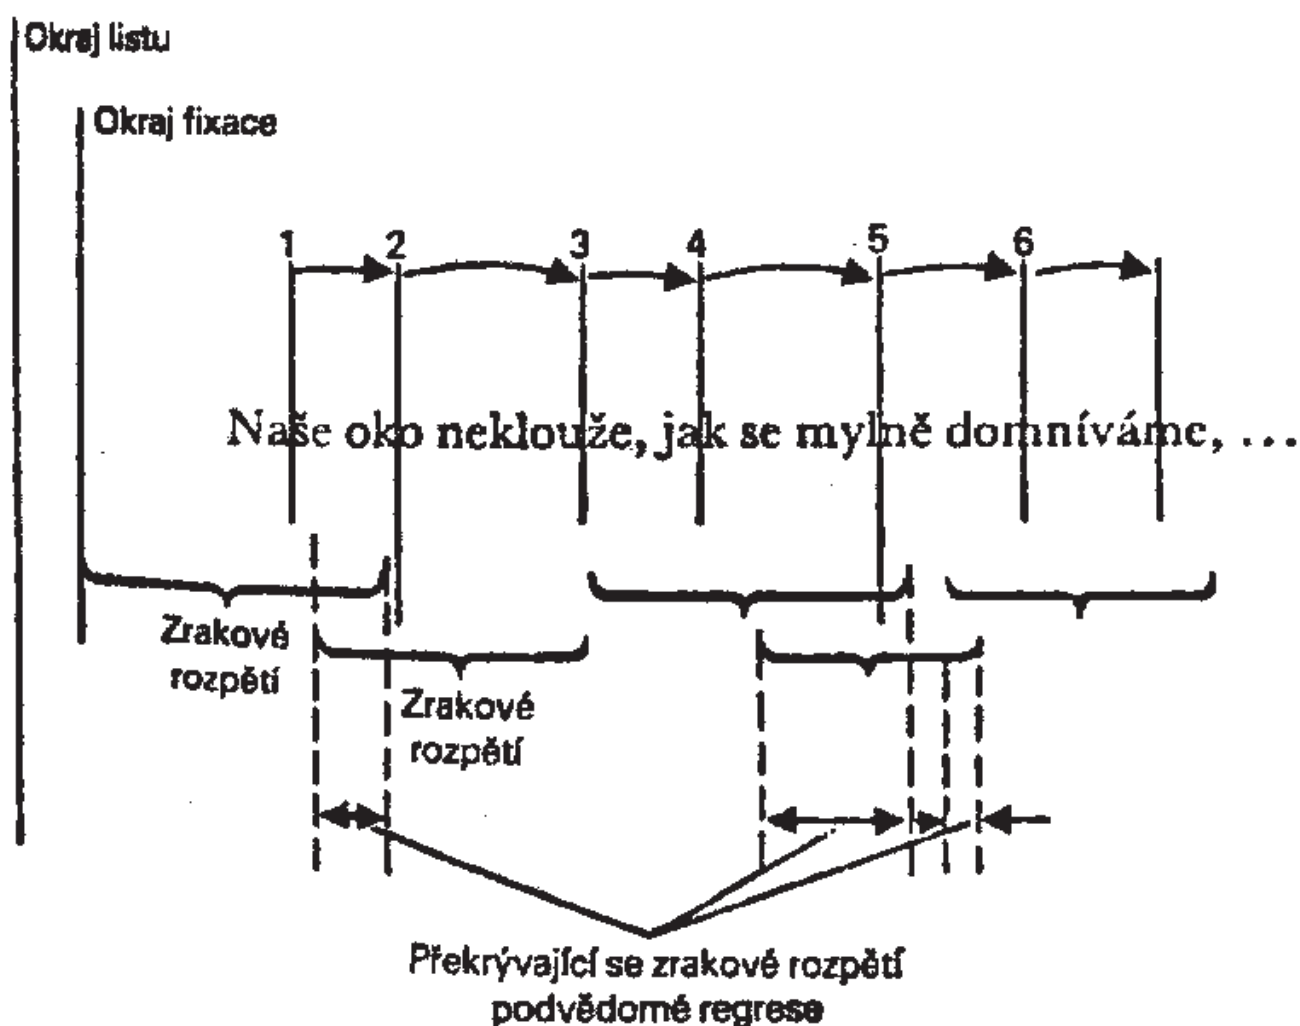 Okraj listu
Okraj fixace
1 2 3 4 5 6
Naše oko neklouže, jak se mylně domníváme, ...
Zrakové
rozpětí
Zrakové
rozpětí
Překrývající se zrakové rozpětí
podvědomé regrese